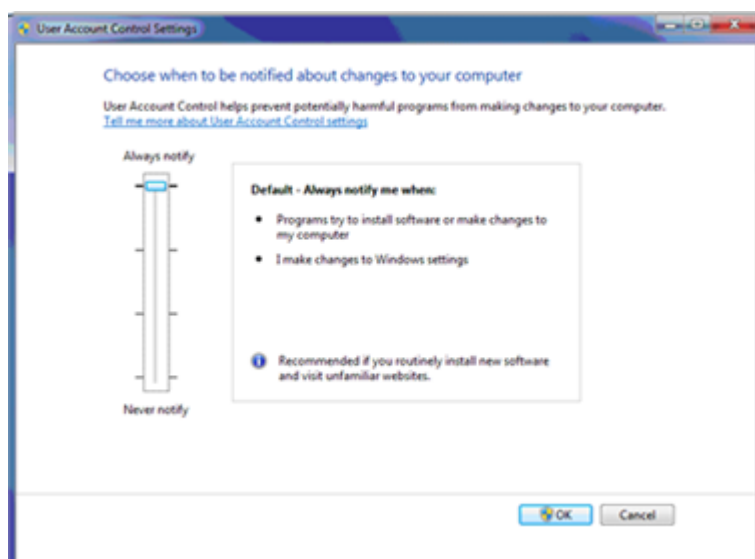 User Account Control Settings
Choose when to be notified about changes to your computer
User Account Control helps prevent potentially harmful programs from making changes to your computer.
Tell me more about User Account Control settings
Always notify
Default - Always notify me when:
• Programs try to install software or make changes to
my computer
• I make changes to Windows settings
Recommended if you routinely install new software
and visit unfamiliar websites.
Never notify
OK
Cancel